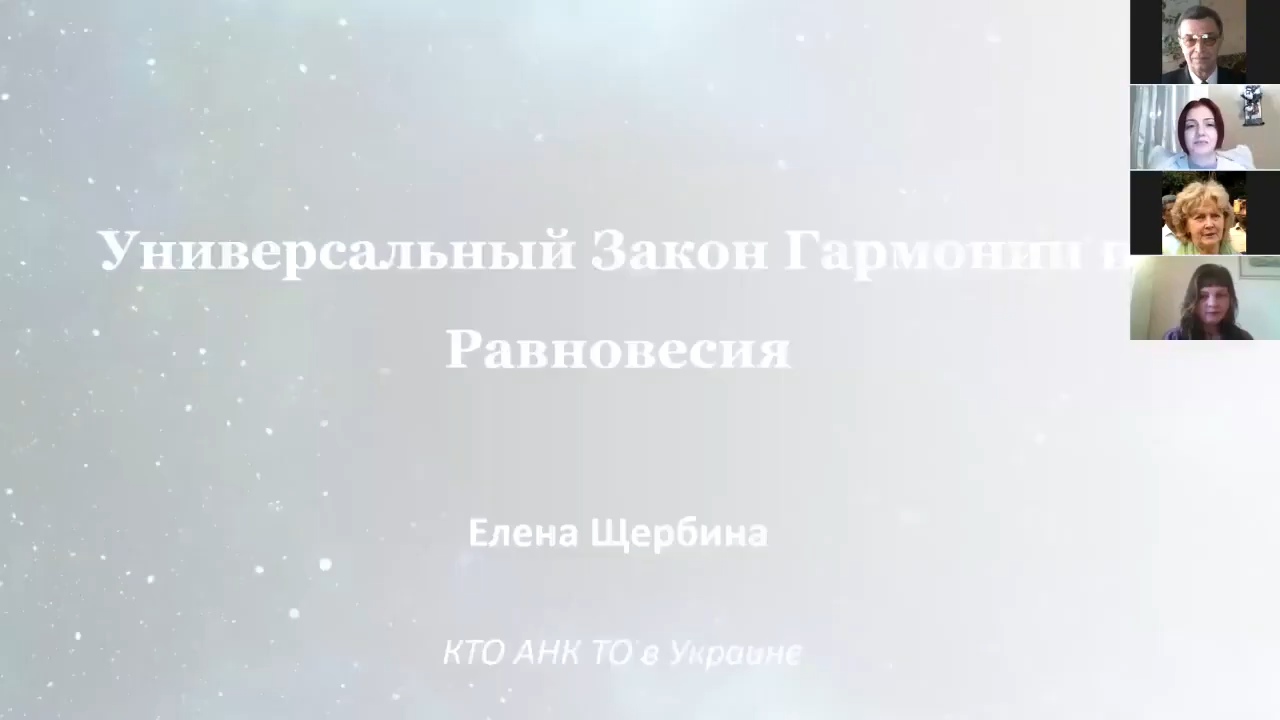 Универсальный Закон Гармонии и
Равновесия
Елена Щербина
КТО АНК ТО в Украине